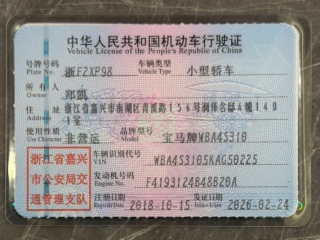 中华人民共和国机动车行驶证
Vehicle License of the People's Republic of China
号牌号码 浙F2XP98 车辆类型 小型轿车
Plate No. Vehicle Type
所有人 郑凯
Owner
住址 浙江省嘉兴市南湖区青溪路156号润泽名邸4幢140
1室
Address
使用性质 非营运 品牌型号 宝马牌WBA4S310
Use Character Model
浙江省嘉兴
市公安局交
通管理支队
车辆识别代号 WBA4S3105KAG50225
VIN
发动机号码 F4193124B48B20A
Engine No.
注册日期 2018-10-15 发证日期 2026-02-24
Register Date Issue Date